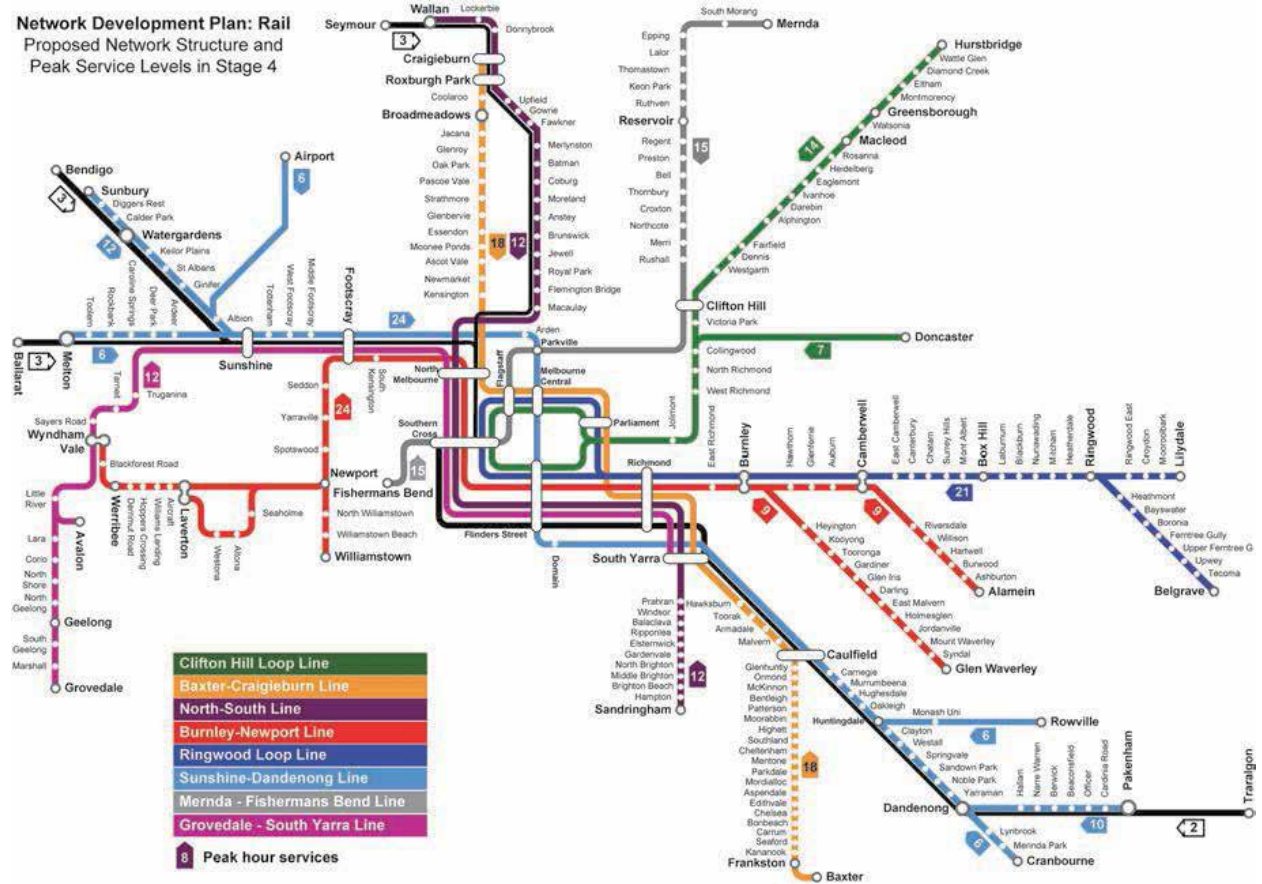 Network Development Plan: Rail
Proposed Network Structure and
Peak Service Levels in Stage 4
Seymour
Wallan
Lockerbie
Donnybrook
3
Craigieburn
Roxburgh Park
Coolaroo
Broadmeadows
Jacana
Glenroy
Oak Park
Pascoe Vale
Strathmore
Glenbervie
Essendon
Moonee Ponds
Ascot Vale
Newmarket
Kensington
18
12
Upfield
Gowrie
Fawkner
Merlynston
Batman
Coburg
Moreland
Anstey
Brunswick
Jewell
Royal Park
Flemington Bridge
Macaulay
South Morang
Mernda
Epping
Lalor
Thomastown
Keon Park
Ruthven
Reservoir
Regent
Preston
Bell
Thornbury
Croxton
Northcote
Merri
Rushall
15
Hurstbridge
Wattle Glen
Diamond Creek
Eltham
Montmorency
Greensborough
Watsonia
Macleod
Rosanna
Heidelberg
Eaglemont
Ivanhoe
Darebin
Alphington
Fairfield
Dennis
Westgarth
14
Clifton Hill
Victoria Park
Collingwood
North Richmond
West Richmond
Jolimont
Doncaster
7
Bendigo
3
Sunbury
Diggers Rest
Calder Park
Watergardens
Keilor Plains
St Albans
Ginifer
12
Airport
6
Albion
Ballarat
3
Melton
6
Toolern
Rockbank
Caroline Springs
Deer Park
Ardeer
Sunshine
Tottenham
West Footscray
Middle Footscray
Footscray
24
Arden
Parkville
Flagstaff
Melbourne
Central
North
Melbourne
Southern
Cross
Parliament
Flinders Street
Richmond
South Yarra
Domain
South
Kensington
12
Tarneit
Truganina
Sayers Road
Wyndham
Vale
Blackforest Road
Little
River
Lara
Corio
North
Shore
North
Geelong
Geelong
South
Geelong
Marshall
Grovedale
Avalon
Werribee
Derrimut Road
Hoppers Crossing
Williams Landing
Aircraft
Laverton
Westona
Altona
Seaholme
Seddon
Yarraville
Spotswood
24
Newport
North Williamstown
Williamstown Beach
Williamstown
Fishermans Bend
15
East Richmond
Burnley
Hawthorn
Glenferrie
Auburn
Camberwell
East Camberwell
Canterbury
Chatam
Surrey Hills
Mont Albert
Box Hill
Laburnum
Blackburn
Nunawading
Mitcham
Heatherdale
Ringwood
Ringwood East
Croydon
Mooroolbark
Lilydale
21
Heathmont
Bayswater
Boronia
Ferntree Gully
Upper Ferntree G
Upwey
Tecoma
Belgrave
9
9
Riversdale
Willison
Hartwell
Burwood
Ashburton
Alamein
Heyington
Kooyong
Tooronga
Gardiner
Glen Iris
Darling
East Malvern
Holmesglen
Jordanville
Mount Waverley
Syndal
Glen Waverley
Prahran
Windsor
Balaclava
Ripponlea
Elsternwick
Gardenvale
North Brighton
Middle Brighton
Brighton Beach
Hampton
Sandringham
12
Hawksburn
Toorak
Armadale
Malvern
Caulfield
Glenhuntly
Ormond
McKinnon
Bentleigh
Patterson
Moorabbin
Highett
Southland
Cheltenham
Mentone
Parkdale
Mordialloc
Aspendale
Edithvale
Chelsea
Bonbeach
Carrum
Seaford
Kananook
Frankston
Baxter
18
Carnegie
Murrumbeena
Hughesdale
Oakleigh
Huntingdale
Monash Uni
Rowville
6
Clayton
Westall
Springvale
Sandown Park
Noble Park
Yarraman
Dandenong
Hallam
Narre Warren
Berwick
Beaconsfield
Officer
Cardinia Road
Pakenham
10
Traralgon
2
Lynbrook
Merinda Park
Cranbourne
6
Clifton Hill Loop Line
Baxter-Craigieburn Line
North-South Line
Burnley-Newport Line
Ringwood Loop Line
Sunshine-Dandenong Line
Mernda - Fishermans Bend Line
Grovedale - South Yarra Line
8 Peak hour services